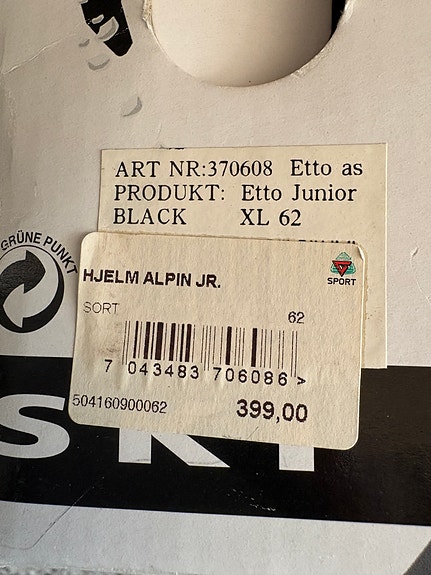 ART NR:370608 Etto as
PRODUKT: Etto Junior
BLACK XL 62
GRÜNE PUNKT
HJELM ALPIN JR.
SPORT
SORT 62
7 043483 706086 >
504160900062 399,00
SKI